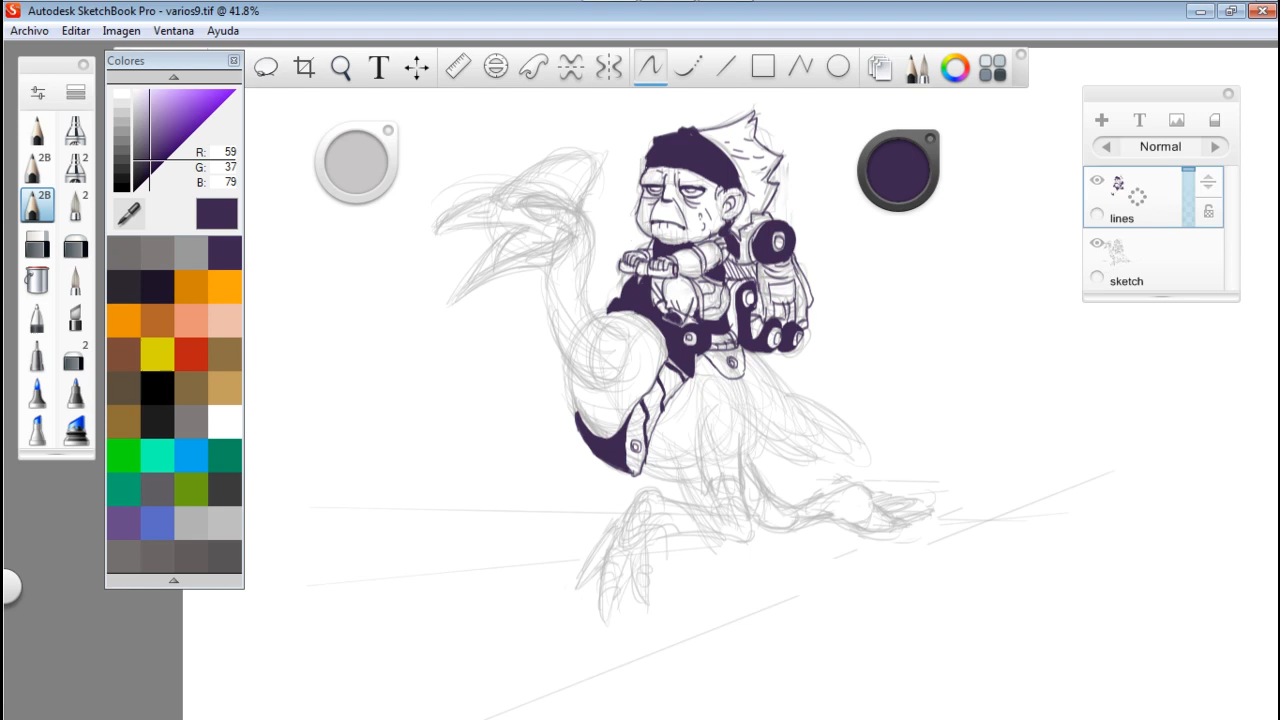 Autodesk SketchBook Pro - varios9.tif @ 41.8%
Archivo Editar Imagen Ventana Ayuda
Colores
T
T
Normal
R: 59
G: 37
B: 79
2
2B 2
2B 2
2
lines
sketch